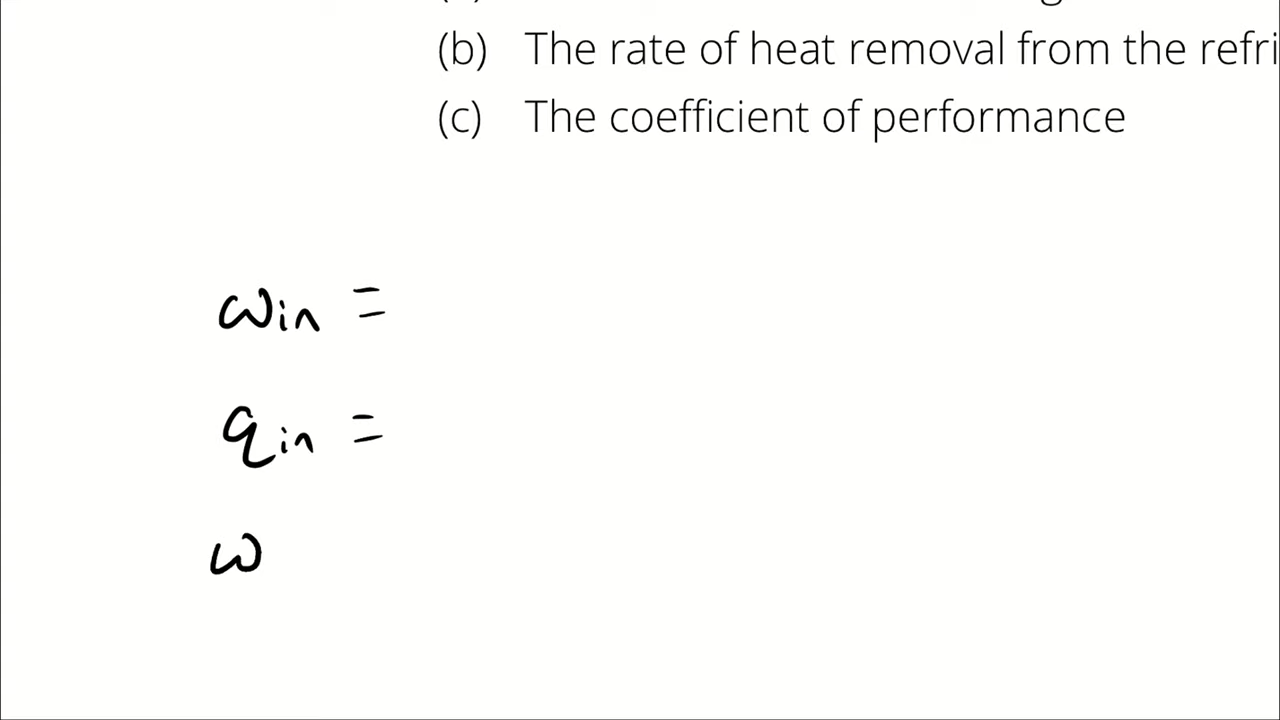 (b) The rate of heat removal from the refri
(c) The coefficient of performance
win =
qin =
w